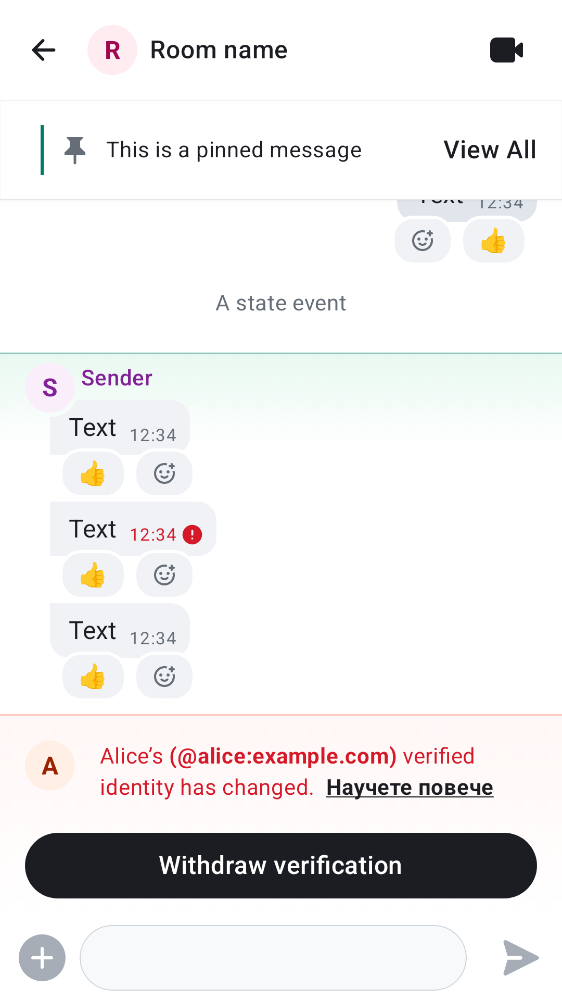 R Room name
This is a pinned message View All
Text 12:34
A state event
S Sender
Text 12:34
Text 12:34
Text 12:34
A Alice’s (@alice:example.com) verified
identity has changed. Научете повече
Withdraw verification